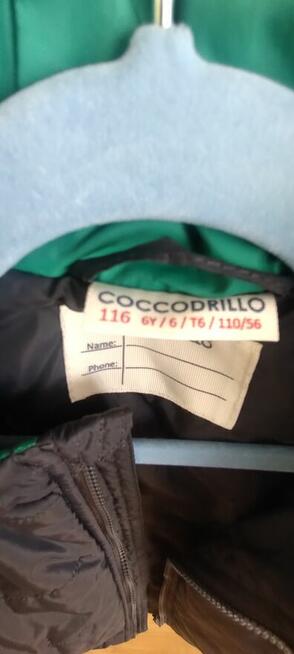 COCCODRILLO
116 6Y / 6 / T6 / 110/56
Name:
Phone: